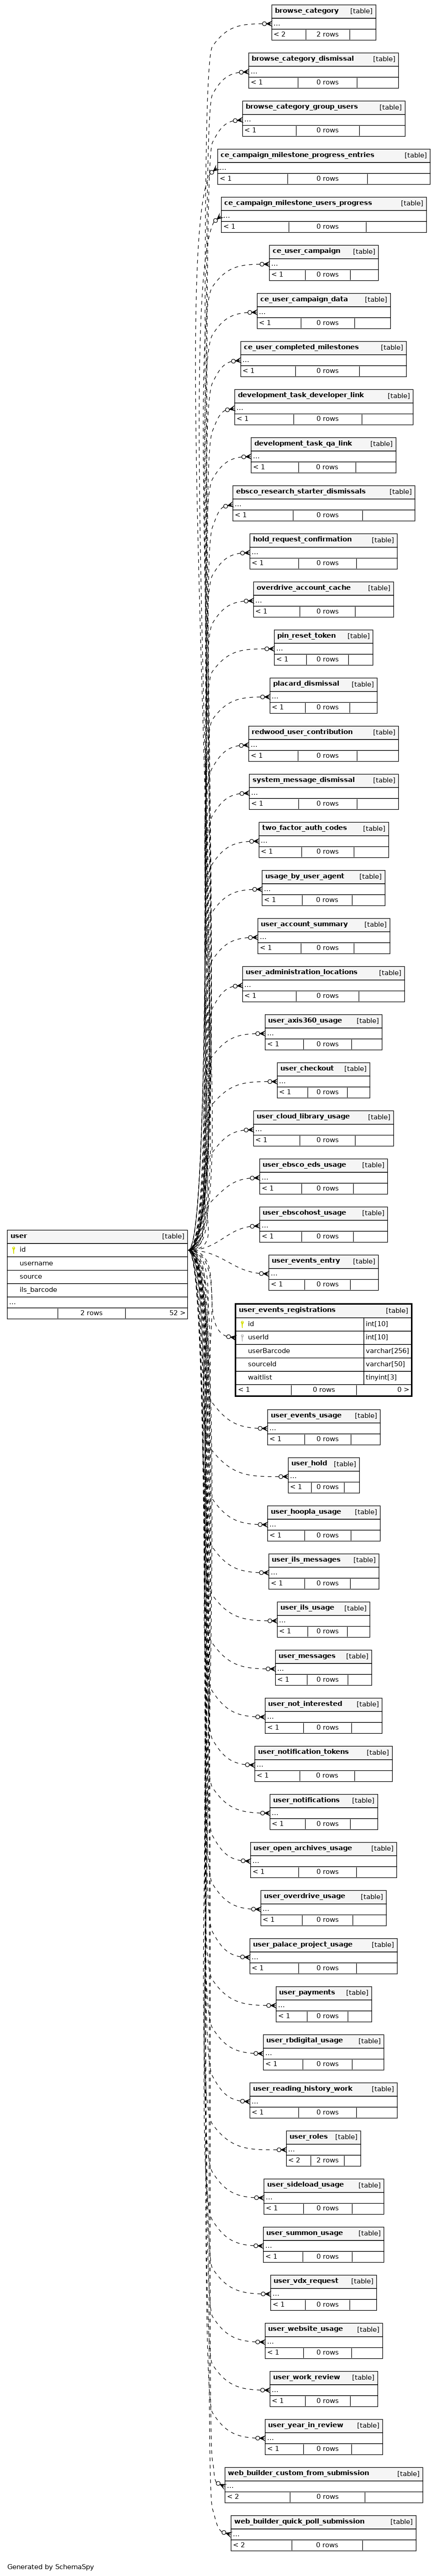 browse_category [table]
...
< 2 2 rows
browse_category_dismissal [table]
...
< 1 0 rows
browse_category_group_users [table]
...
< 1 0 rows
ce_campaign_milestone_progress_entries [table]
...
< 1 0 rows
ce_campaign_milestone_users_progress [table]
...
< 1 0 rows
ce_user_campaign [table]
...
< 1 0 rows
ce_user_campaign_data [table]
...
< 1 0 rows
ce_user_completed_milestones [table]
...
< 1 0 rows
development_task_developer_link [table]
...
< 1 0 rows
development_task_qa_link [table]
...
< 1 0 rows
ebsco_research_starter_dismissals [table]
...
< 1 0 rows
hold_request_confirmation [table]
...
< 1 0 rows
overdrive_account_cache [table]
...
< 1 0 rows
pin_reset_token [table]
...
< 1 0 rows
placard_dismissal [table]
...
< 1 0 rows
redwood_user_contribution [table]
...
< 1 0 rows
system_message_dismissal [table]
...
< 1 0 rows
two_factor_auth_codes [table]
...
< 1 0 rows
usage_by_user_agent [table]
...
< 1 0 rows
user_account_summary [table]
...
< 1 0 rows
user_administration_locations [table]
...
< 1 0 rows
user_axis360_usage [table]
...
< 1 0 rows
user_checkout [table]
...
< 1 0 rows
user_cloud_library_usage [table]
...
< 1 0 rows
user_ebsco_eds_usage [table]
...
< 1 0 rows
user_ebscohost_usage [table]
...
< 1 0 rows
user [table]
id
username
source
ils_barcode
...
2 rows 52 >
user_events_entry [table]
...
< 1 0 rows
user_events_registrations [table]
id int[10]
userId int[10]
userBarcode varchar[256]
sourceId varchar[50]
waitlist tinyint[3]
< 1 0 rows 0 >
user_events_usage [table]
...
< 1 0 rows
user_hold [table]
...
< 1 0 rows
user_hoopla_usage [table]
...
< 1 0 rows
user_ils_messages [table]
...
< 1 0 rows
user_ils_usage [table]
...
< 1 0 rows
user_messages [table]
...
< 1 0 rows
user_not_interested [table]
...
< 1 0 rows
user_notification_tokens [table]
...
< 1 0 rows
user_notifications [table]
...
< 1 0 rows
user_open_archives_usage [table]
...
< 1 0 rows
user_overdrive_usage [table]
...
< 1 0 rows
user_palace_project_usage [table]
...
< 1 0 rows
user_payments [table]
...
< 1 0 rows
user_rbdigital_usage [table]
...
< 1 0 rows
user_reading_history_work [table]
...
< 1 0 rows
user_roles [table]
...
< 2 2 rows
user_sideload_usage [table]
...
< 1 0 rows
user_summon_usage [table]
...
< 1 0 rows
user_vdx_request [table]
...
< 1 0 rows
user_website_usage [table]
...
< 1 0 rows
user_work_review [table]
...
< 1 0 rows
user_year_in_review [table]
...
< 1 0 rows
web_builder_custom_from_submission [table]
...
< 2 0 rows
web_builder_quick_poll_submission [table]
...
< 2 0 rows
Generated by SchemaSpy